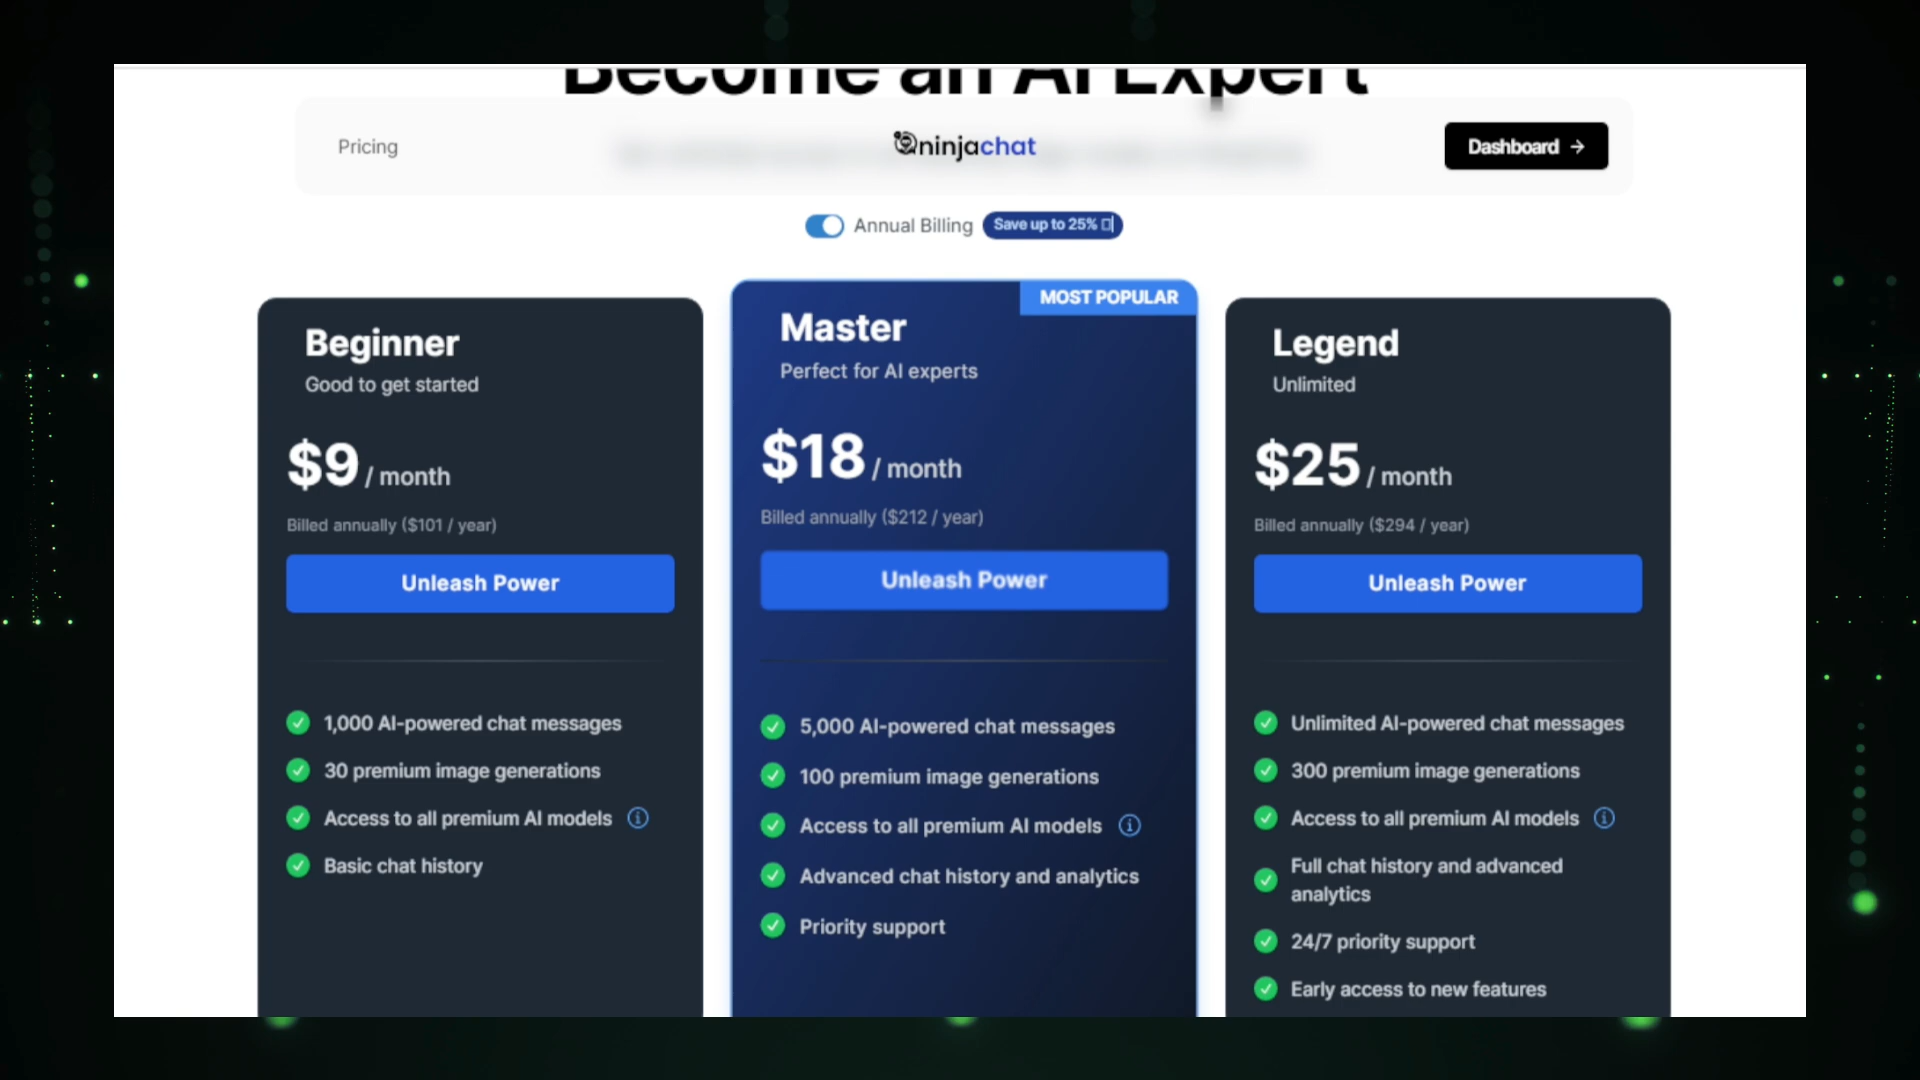 Become an AI Expert
Pricing
ninjachat
Dashboard →
Annual Billing
Save up to 25%
Beginner
Good to get started
$9 / month
Billed annually ($101 / year)
Unleash Power
1,000 AI-powered chat messages
30 premium image generations
Access to all premium AI models
Basic chat history
MOST POPULAR
Master
Perfect for AI experts
$18 / month
Billed annually ($212 / year)
Unleash Power
5,000 AI-powered chat messages
100 premium image generations
Access to all premium AI models
Advanced chat history and analytics
Priority support
Legend
Unlimited
$25 / month
Billed annually ($294 / year)
Unleash Power
Unlimited AI-powered chat messages
300 premium image generations
Access to all premium AI models
Full chat history and advanced
analytics
24/7 priority support
Early access to new features